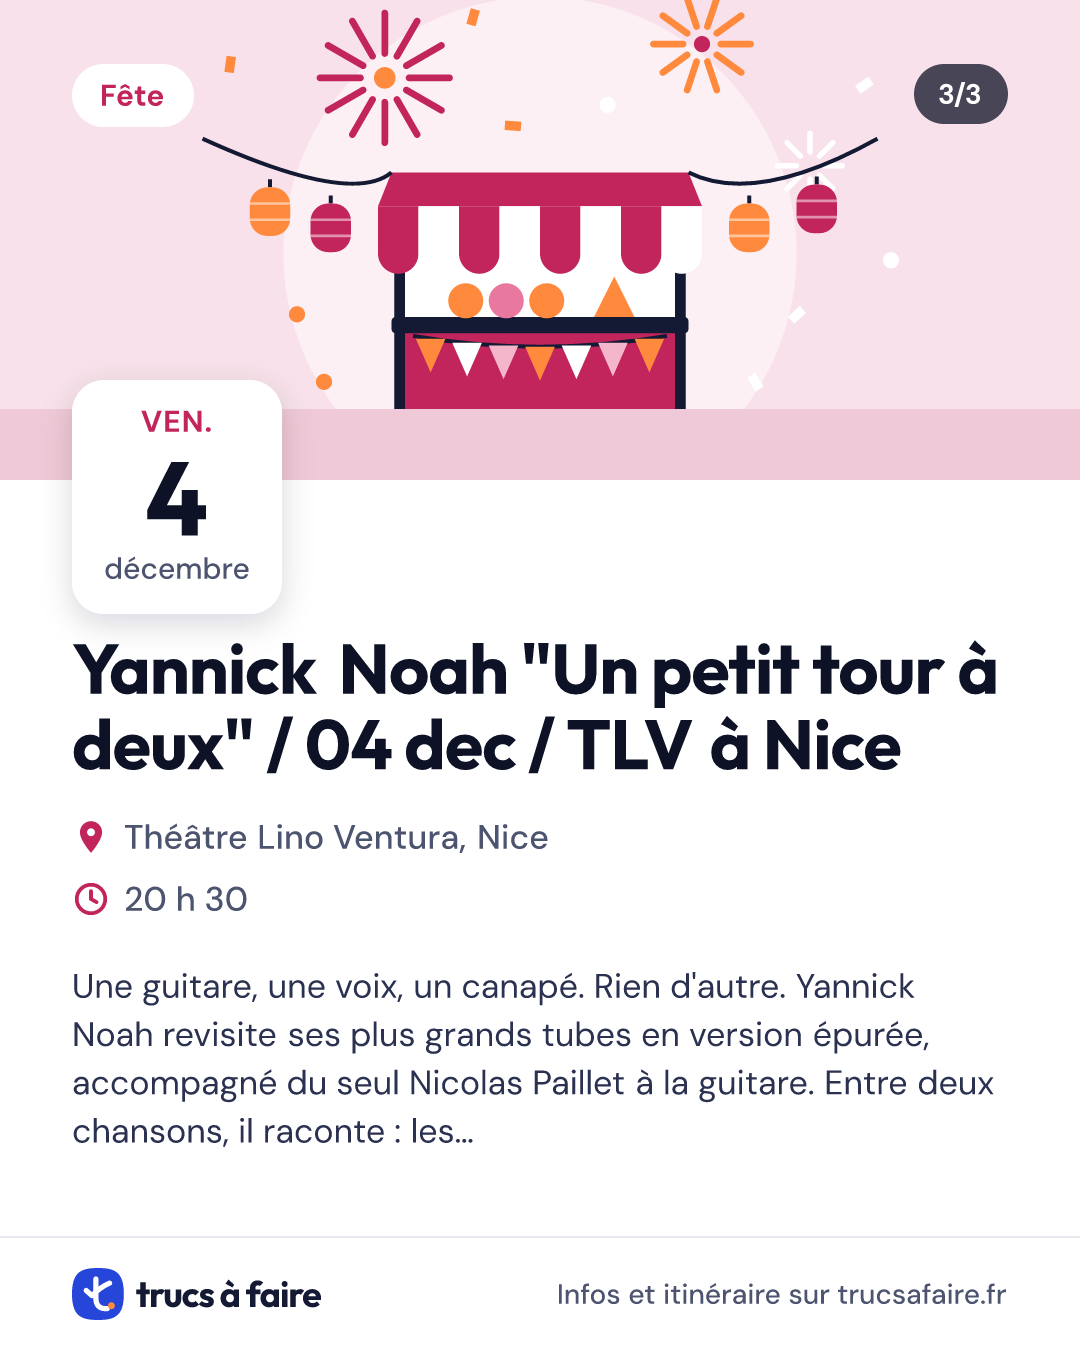 Fête
3/3
VEN.
4
décembre
Yannick Noah "Un petit tour à
deux" / 04 dec / TLV à Nice
Théâtre Lino Ventura, Nice
20 h 30
Une guitare, une voix, un canapé. Rien d'autre. Yannick
Noah revisite ses plus grands tubes en version épurée,
accompagné du seul Nicolas Paillet à la guitare. Entre deux
chansons, il raconte : les...
trucs à faire
Infos et itinéraire sur trucsafaire.fr